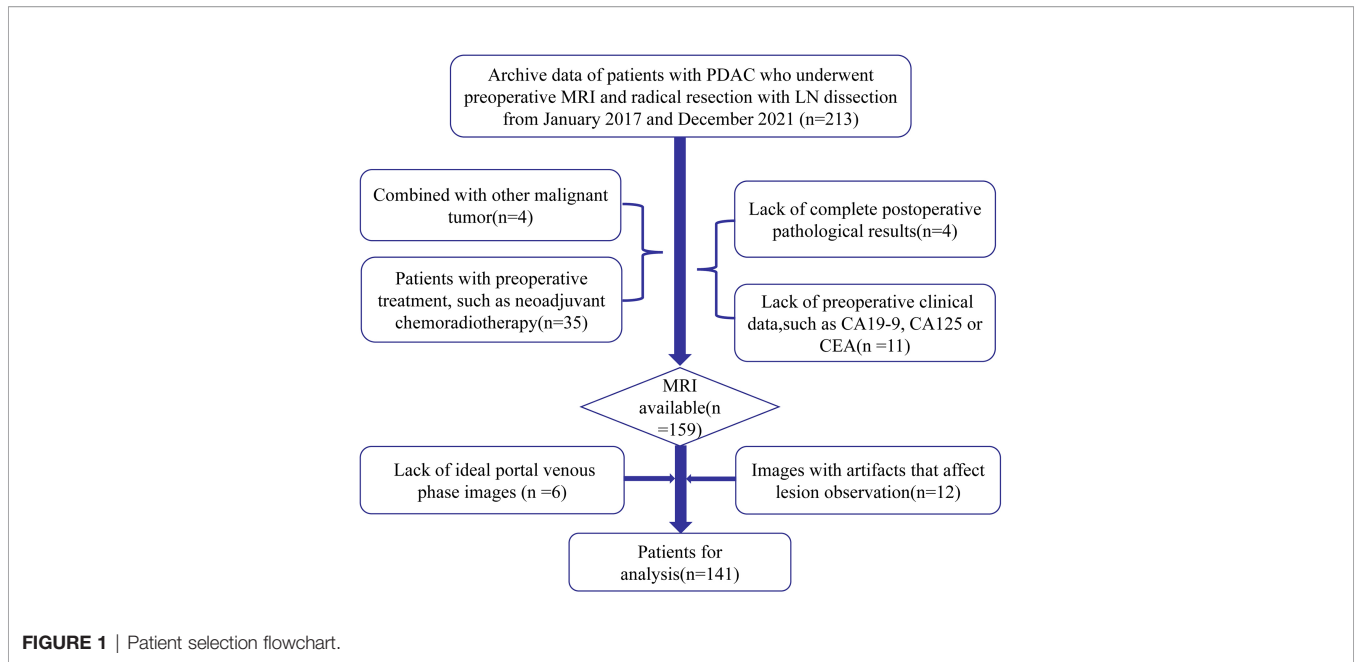 Archive data of patients with PDAC who underwent
preoperative MRI and radical resection with LN dissection
from January 2017 and December 2021 (n=213)
Combined with other malignant
tumor(n=4)
Patients with preoperative
treatment, such as neoadjuvant
chemoradiotherapy(n=35)
Lack of complete postoperative
pathological results(n=4)
Lack of preoperative clinical
data,such as CA19-9, CA125 or
CEA(n =11)
MRI
available(n
=159)
Lack of ideal portal venous
phase images (n =6)
Images with artifacts that affect
lesion observation(n=12)
Patients for
analysis(n=141)
FIGURE 1 | Patient selection flowchart.